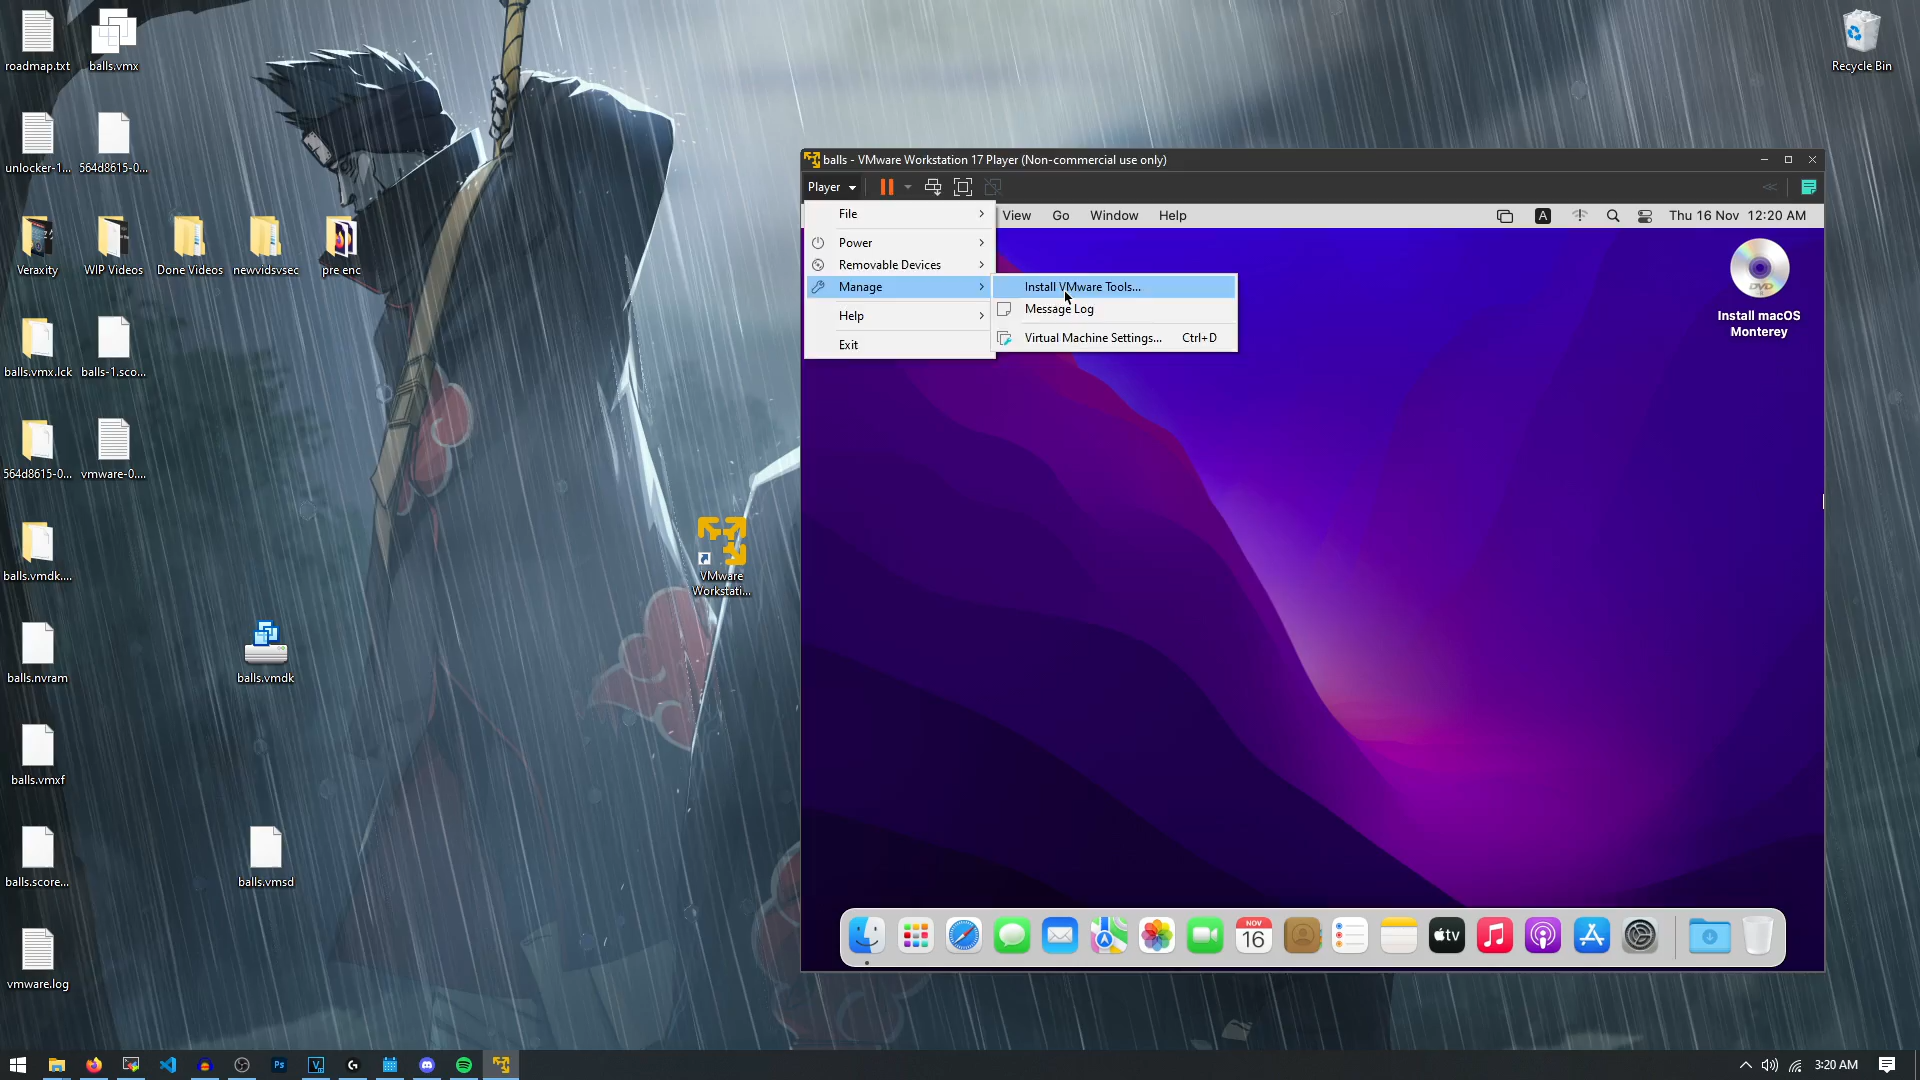 roadmap.txt
balls.vmx
Recycle Bin
unlocker-1...
564d8615-0...
Veraxity
WIP Videos
Done Videos
newvidsvsec
pre enc
balls.vmx.lck
balls-1.sco...
564d8615-0...
vmware-0....
balls.vmdk....
VMware
Workstati...
balls.nvram
balls.vmdk
balls.vmxf
balls.score...
balls.vmsd
vmware.log
balls - VMware Workstation 17 Player (Non-commercial use only)
Player
View Go Window Help
A
Thu 16 Nov 12:20 AM
File
Power
Removable Devices
Manage
Help
Exit
Install VMware Tools...
Message Log
Virtual Machine Settings... Ctrl+D
DVD
Install macOS
Monterey
NOV
16
tv
Ps
V
G
3:20 AM